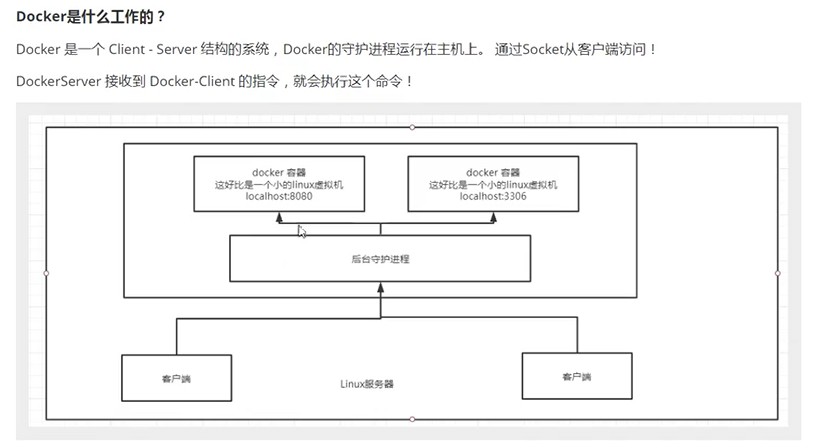 Docker是什么工作的？
Docker 是一个 Client - Server 结构的系统，Docker的守护进程运行在主机上。 通过Socket从客户端访问！
DockerServer 接收到 Docker-Client 的指令，就会执行这个命令！
docker 容器
这好比是一个小的linux虚拟机
localhost:8080
docker 容器
这好比是一个小的linux虚拟机
localhost:3306
后台守护进程
客户端
Linux服务器
客户端